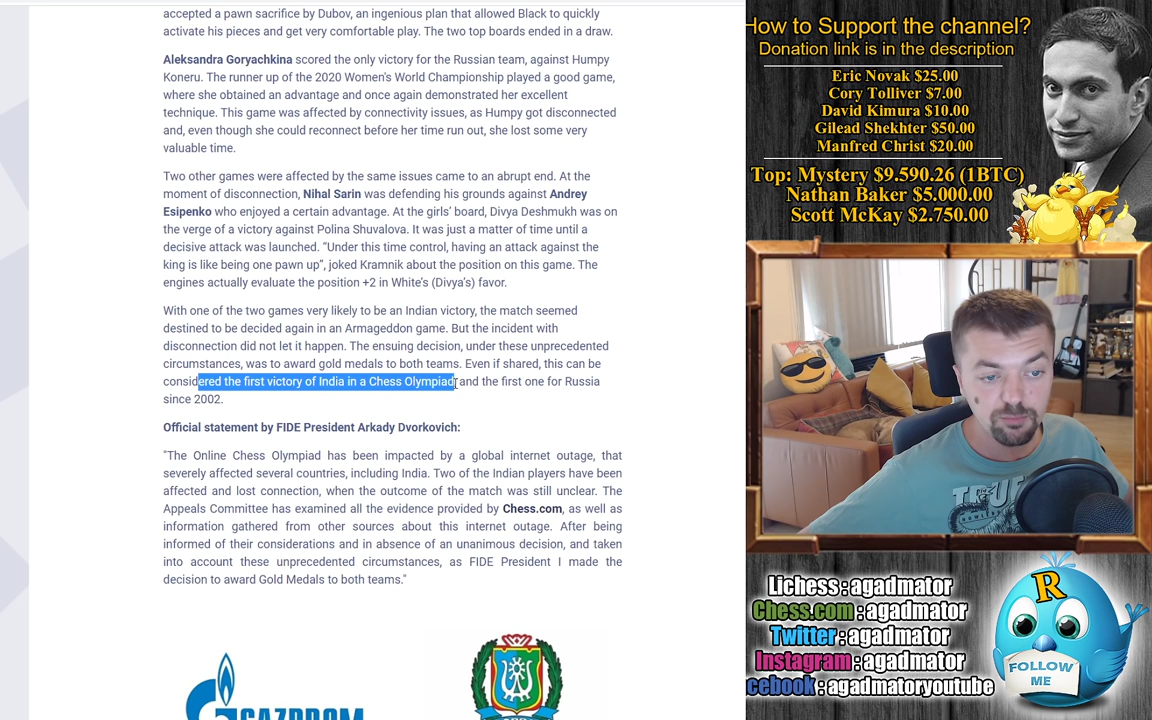 accepted a pawn sacrifice by Dubov, an ingenious plan that allowed Black to quickly
activate his pieces and get very comfortable play. The two top boards ended in a draw.
Aleksandra Goryachkina scored the only victory for the Russian team, against Humpy
Koneru. The runner up of the 2020 Women's World Championship played a good game,
where she obtained an advantage and once again demonstrated her excellent
technique. This game was affected by connectivity issues, as Humpy got disconnected
and, even though she could reconnect before her time run out, she lost some very
valuable time.
Two other games were affected by the same issues came to an abrupt end. At the
moment of disconnection, Nihal Sarin was defending his grounds against Andrey
Esipenko who enjoyed a certain advantage. At the girls' board, Divya Deshmukh was on
the verge of a victory against Polina Shuvalova. It was just a matter of time until a
decisive attack was launched. “Under this time control, having an attack against the
king is like being one pawn up”, joked Kramnik about the position on this game. The
engines actually evaluate the position +2 in White's (Divya's) favor.
With one of the two games very likely to be an Indian victory, the match seemed
destined to be decided again in an Armageddon game. But the incident with
disconnection did not let it happen. The ensuing decision, under these unprecedented
circumstances, was to award gold medals to both teams. Even if shared, this can be
considered the first victory of India in a Chess Olympiad, and the first one for Russia
since 2002.
Official statement by FIDE President Arkady Dvorkovich:
"The Online Chess Olympiad has been impacted by a global internet outage, that
severely affected several countries, including India. Two of the Indian players have been
affected and lost connection, when the outcome of the match was still unclear. The
Appeals Committee has examined all the evidence provided by Chess.com, as well as
information gathered from other sources about this internet outage. After being
informed of their considerations and in absence of an unanimous decision, and taken
into account these unprecedented circumstances, as FIDE President I made the
decision to award Gold Medals to both teams."
GAZPROM
How to Support the channel?
Donation link is in the description
Eric Novak $25.00
Cory Tolliver $7.00
David Kimura $10.00
Gilead Shekhter $50.00
Manfred Christ $20.00
Top: Mystery $9.590.26 (1BTC)
Nathan Baker $5.000.00
Scott McKay $2.750.00
Lichess: agadmator
Chess.com: agadmator
Twitter: agadmator
Instagram: agadmator
cebook: agadmatoryoutube
R
FOLLOW
ME